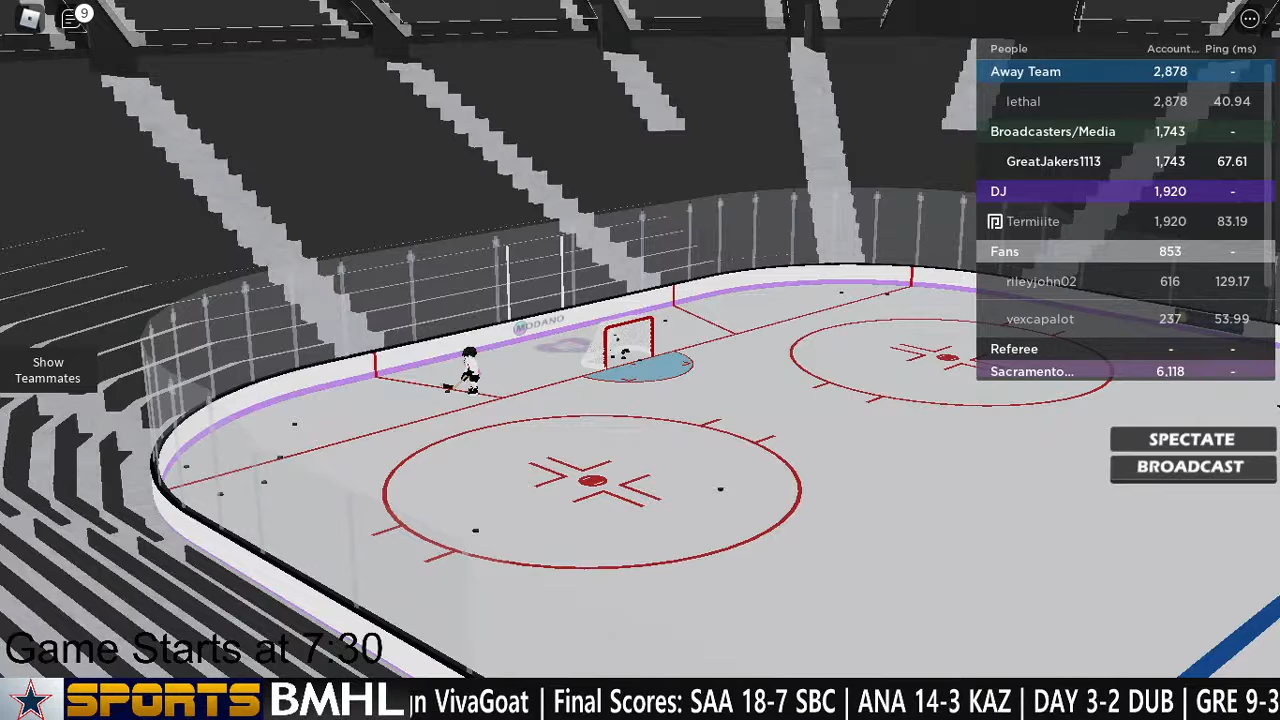 9
People Account... Ping (ms)
Away Team 2,878 -
lethal 2,878 40.94
Broadcasters/Media 1,743 -
GreatJakers1113 1,743 67.61
DJ 1,920 -
Termiiite 1,920 83.19
Fans 853 -
rileyjohn02 616 129.17
vexcapalot 237 53.99
Referee - -
Sacramento... 6,118 -
MODANO
Show
Teammates
SPECTATE
BROADCAST
Game Starts at 7:30
SPORTS BMHL gn VivaGoat | Final Scores: SAA 18-7 SBC | ANA 14-3 KAZ | DAY 3-2 DUB | GRE 9-3